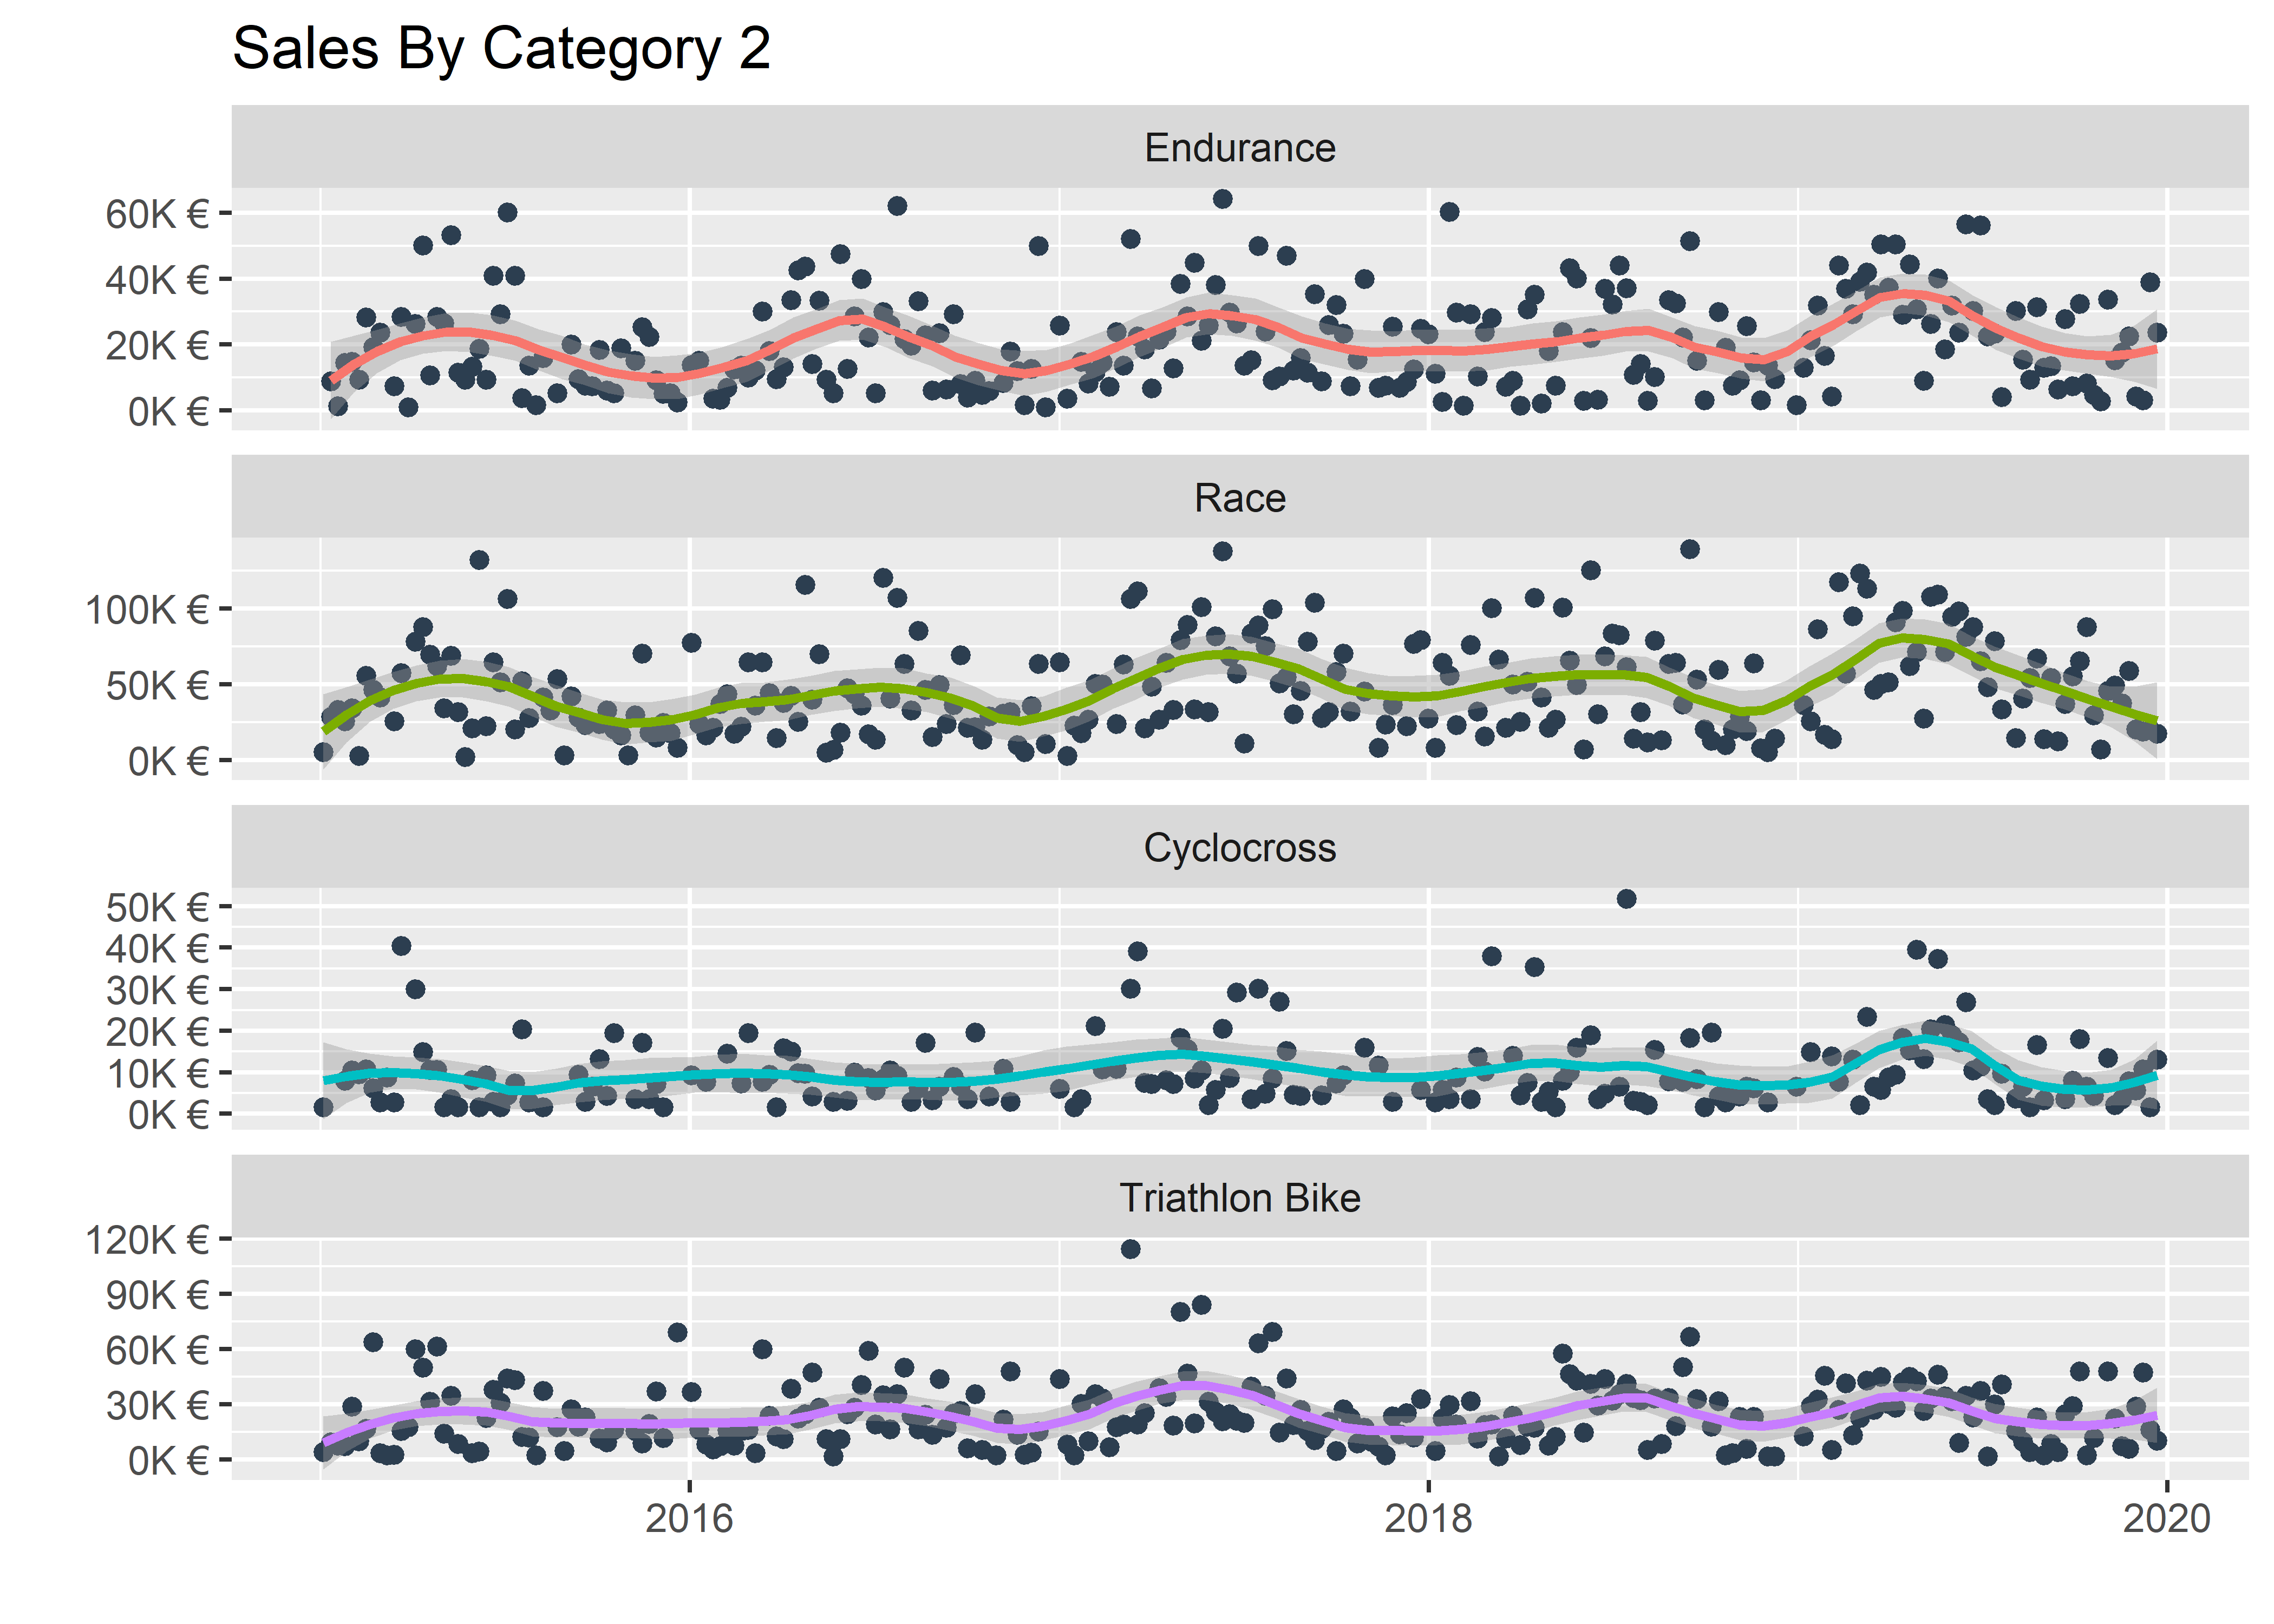 Sales By Category 2
Endurance
60K €
40K €
20K €
0K €
Race
100K €
50K €
0K €
Cyclocross
50K €
40K €
30K €
20K €
10K €
0K €
Triathlon Bike
120K €
90K €
60K €
30K €
0K €
2016 2018 2020